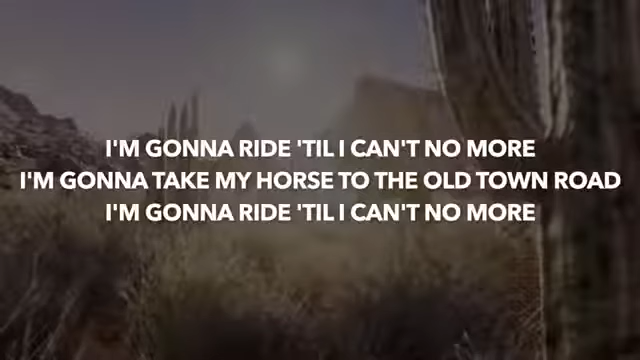 I'M GONNA RIDE 'TIL I CAN'T NO MORE
I'M GONNA TAKE MY HORSE TO THE OLD TOWN ROAD
I'M GONNA RIDE 'TIL I CAN'T NO MORE